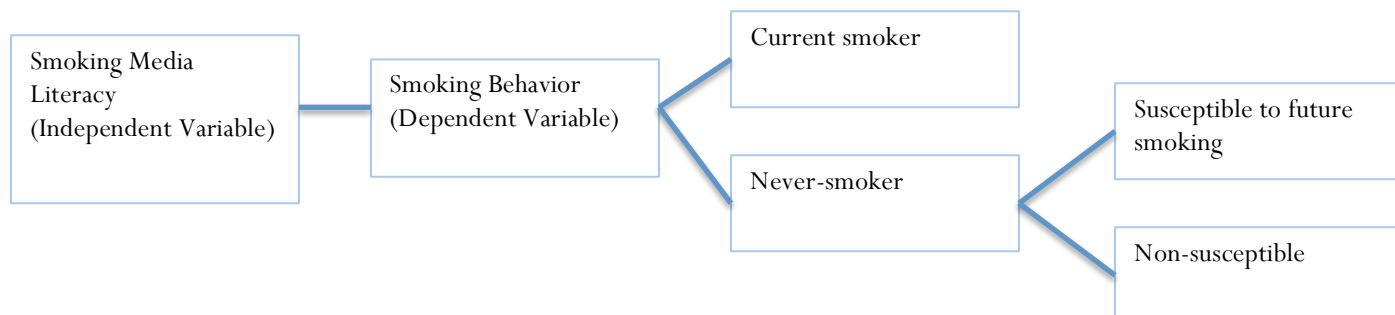 Smoking Media
Literacy
(Independent Variable)
Smoking Behavior
(Dependent Variable)
Current smoker
Never-smoker
Susceptible to future
smoking
Non-susceptible